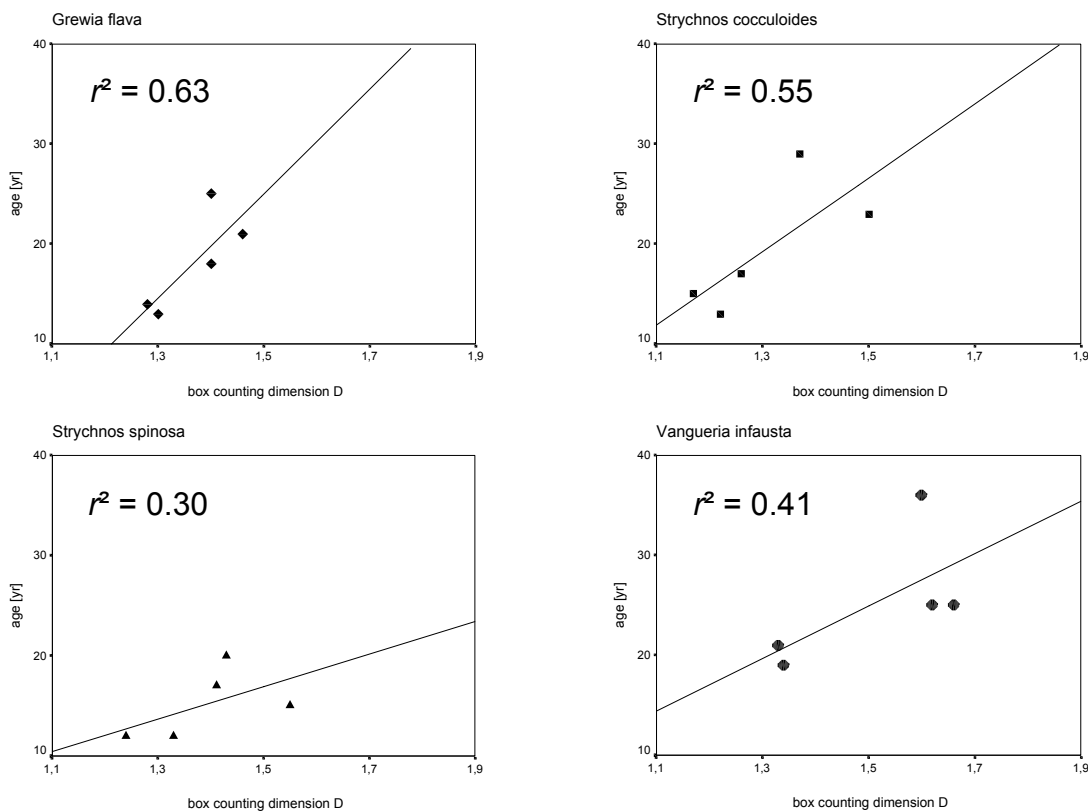 Grewia flava
r² = 0.63
40
30
20
10
age [yr]
1,1 1,3 1,5 1,7 1,9
box counting dimension D
Strychnos cocculoides
r² = 0.55
40
30
20
10
age [yr]
1,1 1,3 1,5 1,7 1,9
box counting dimension D
Strychnos spinosa
r² = 0.30
40
30
20
10
age [yr]
1,1 1,3 1,5 1,7 1,9
box counting dimension D
Vangueria infausta
r² = 0.41
40
30
20
10
age [yr]
1,1 1,3 1,5 1,7 1,9
box counting dimension D